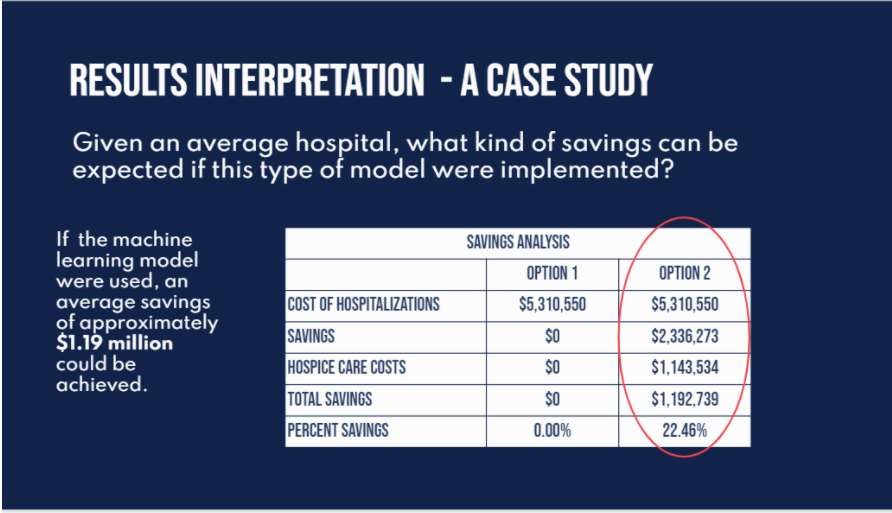 RESULTS INTERPRETATION - A CASE STUDY
Given an average hospital, what kind of savings can be
expected if this type of model were implemented?
If the machine
learning model
were used, an
average savings
of approximately
$1.19 million
could be
achieved.
SAVINGS ANALYSIS
OPTION 1 OPTION 2
COST OF HOSPITALIZATIONS $5,310,550 $5,310,550
SAVINGS $0 $2,336,273
HOSPICE CARE COSTS $0 $1,143,534
TOTAL SAVINGS $0 $1,192,739
PERCENT SAVINGS 0.00% 22.46%